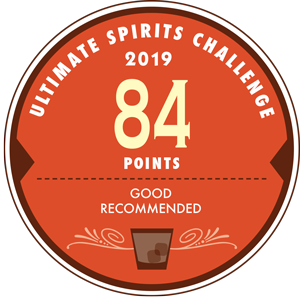 ULTIMATE SPIRITS CHALLENGE
2019
84
POINTS
GOOD
RECOMMENDED